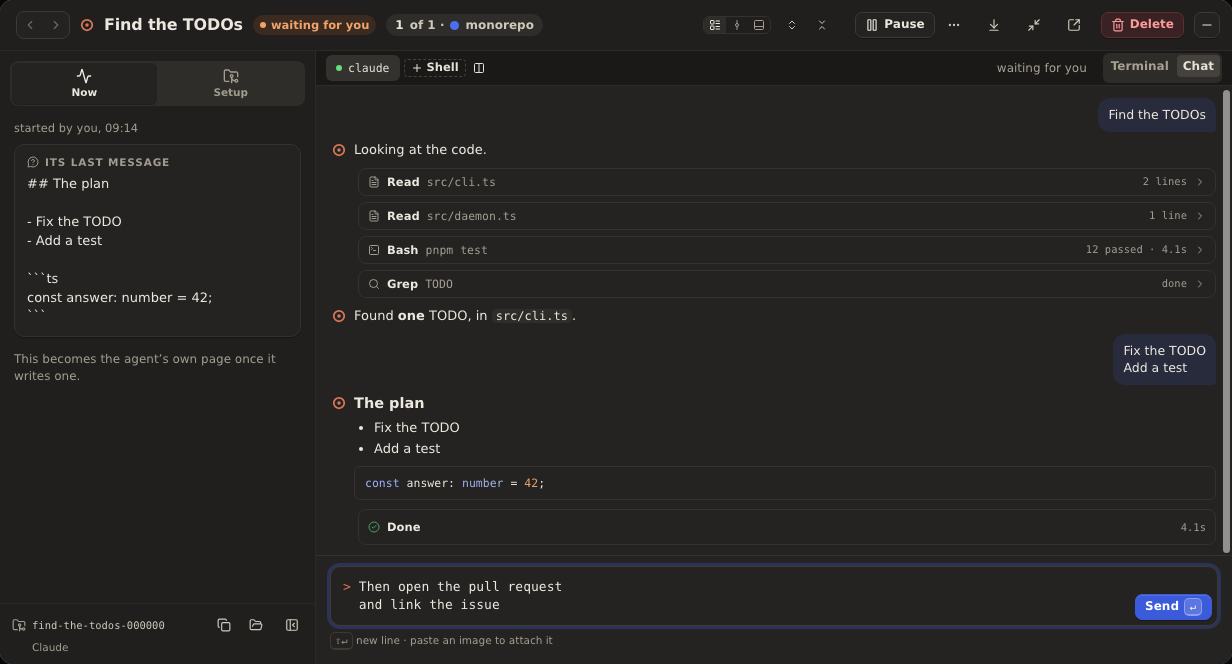 Find the TODOs
waiting for you
1 of 1 · monorepo
Pause
Delete
Now
Setup
started by you, 09:14
ITS LAST MESSAGE
## The plan
- Fix the TODO
- Add a test
```ts
const answer: number = 42;
```
This becomes the agent's own page once it
writes one.
find-the-todos-000000
Claude
claude
+ Shell
waiting for you
Terminal
Chat
Find the TODOs
Looking at the code.
Read src/cli.ts 2 lines
Read src/daemon.ts 1 line
Bash pnpm test 12 passed · 4.1s
Grep TODO done
Found one TODO, in src/cli.ts.
Fix the TODO
Add a test
The plan
• Fix the TODO
• Add a test
const answer: number = 42;
Done 4.1s
> Then open the pull request
and link the issue
Send ↵
⇧↵ new line · paste an image to attach it